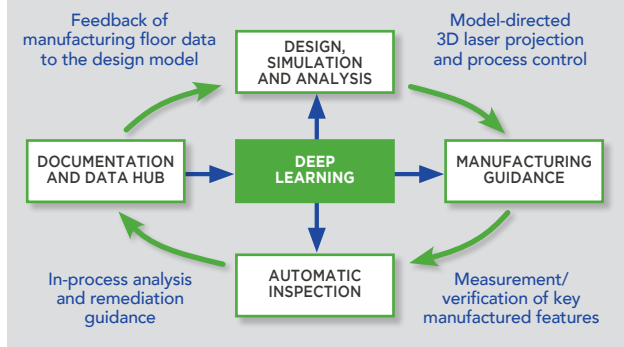 Feedback of
manufacturing floor data
to the design model
DESIGN,
SIMULATION
AND ANALYSIS
Model-directed
3D laser projection
and process control
DOCUMENTATION
AND DATA HUB
DEEP
LEARNING
MANUFACTURING
GUIDANCE
In-process analysis
and remediation
guidance
AUTOMATIC
INSPECTION
Measurement/
verification of key
manufactured features